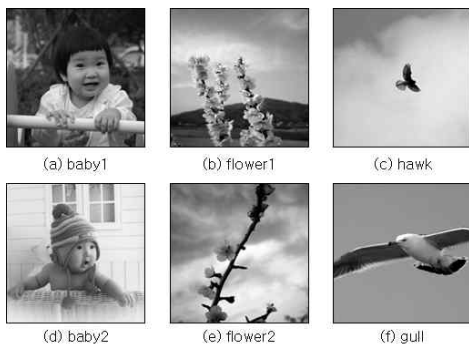 (a) baby1
(b) flower1
(c) hawk
(d) baby2
(e) flower2
(f) gull